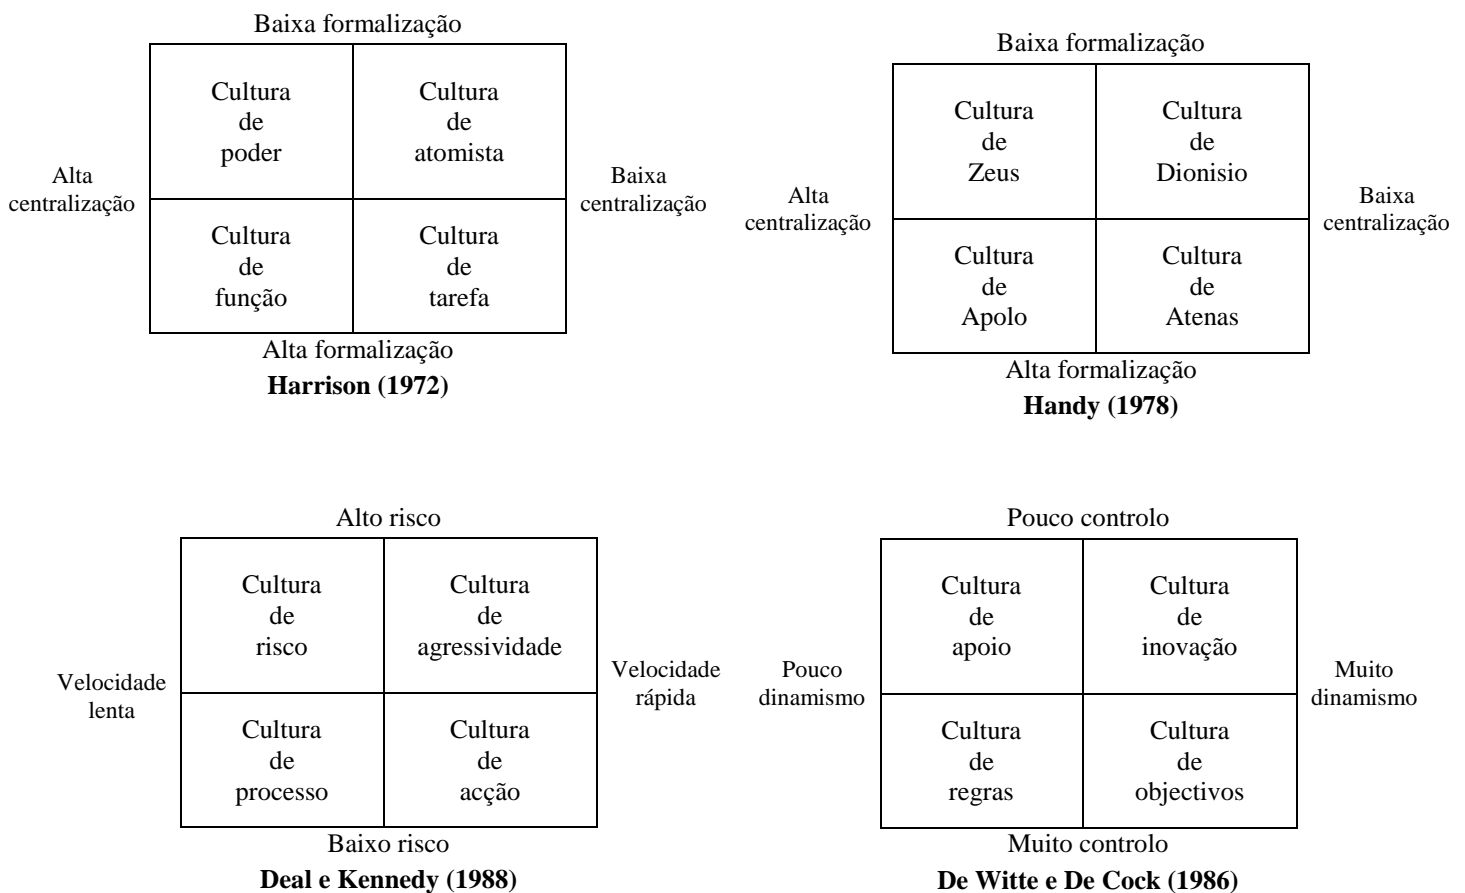 Baixa formalização
Cultura
de
poder
Cultura
de
atomista
Alta
centralização
Baixa
centralização
Cultura
de
função
Cultura
de
tarefa
Alta formalização
Harrison (1972)
Baixa formalização
Cultura
de
Zeus
Cultura
de
Dionisio
Alta
centralização
Baixa
centralização
Cultura
de
Apolo
Cultura
de
Atenas
Alta formalização
Handy (1978)
Alto risco
Cultura
de
risco
Cultura
de
agressividade
Velocidade
lenta
Velocidade
rápida
Cultura
de
processo
Cultura
de
acção
Baixo risco
Deal e Kennedy (1988)
Pouco controlo
Cultura
de
apoio
Cultura
de
inovação
Pouco
dinamismo
Muito
dinamismo
Cultura
de
regras
Cultura
de
objectivos
Muito controlo
De Witte e De Cock (1986)